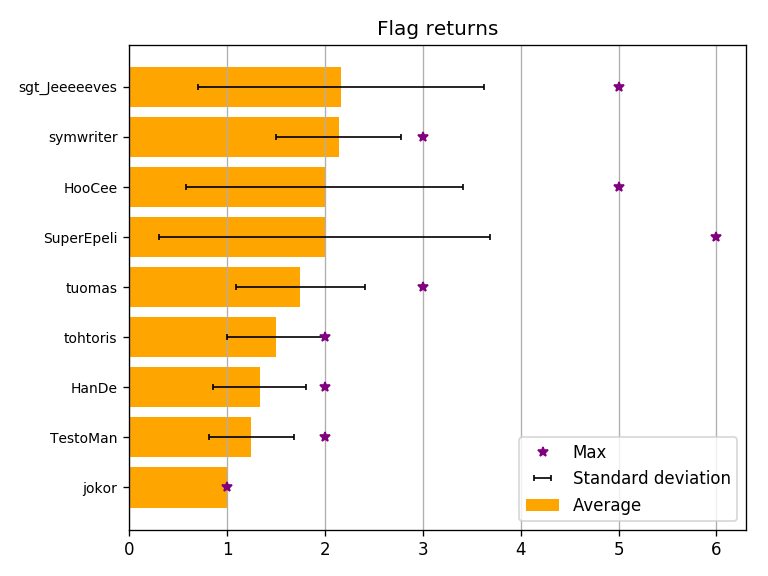 Flag returns
sgt_Jeeeeeves
symwriter
HooCee
SuperEpeli
tuomas
tohtoris
HanDe
TestoMan
jokor
Max
Standard deviation
Average
0 1 2 3 4 5 6